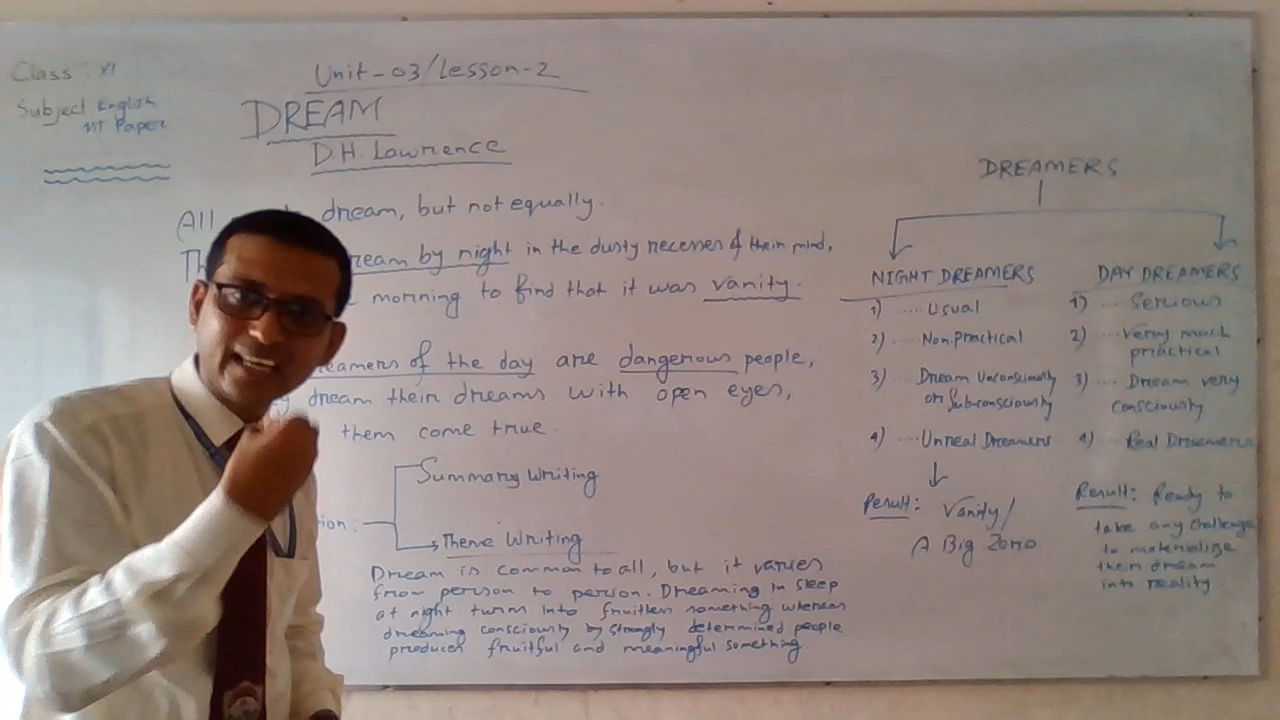 Class : XI
Subject English
1st Paper
Unit-03/Lesson-2
DREAM
D H Lawrence
All dream, but not equally.
ream by night in the dusty recesses of their mind,
morning to find that it was vanity.
eamers of the day are dangerous people,
dream their dreams with open eyes,
them come true.
ion :
Summary Writing
Theme Writing
Dream is common to all, but it varies
from person to person. Dreaming in sleep
at night turns into fruitless something whereas
dreaming consciously by strongly determined people
produces fruitful and meaningful something.
DREAMERS
NIGHT DREAMERS
1) ..... Usual
2) ..... Non-practical
3) .... Dream Unconsciously
or Sub-consciously
4) .... Unreal Dreamers
Result: Vanity/
A Big Zero
DAY DREAMERS
1) .... Serious
2) .... Very much
practical
3) .... Dream very
consciously
4) .... Real Dreamers
Result: Ready to
take any challenge
to materialize
their dream
into reality.